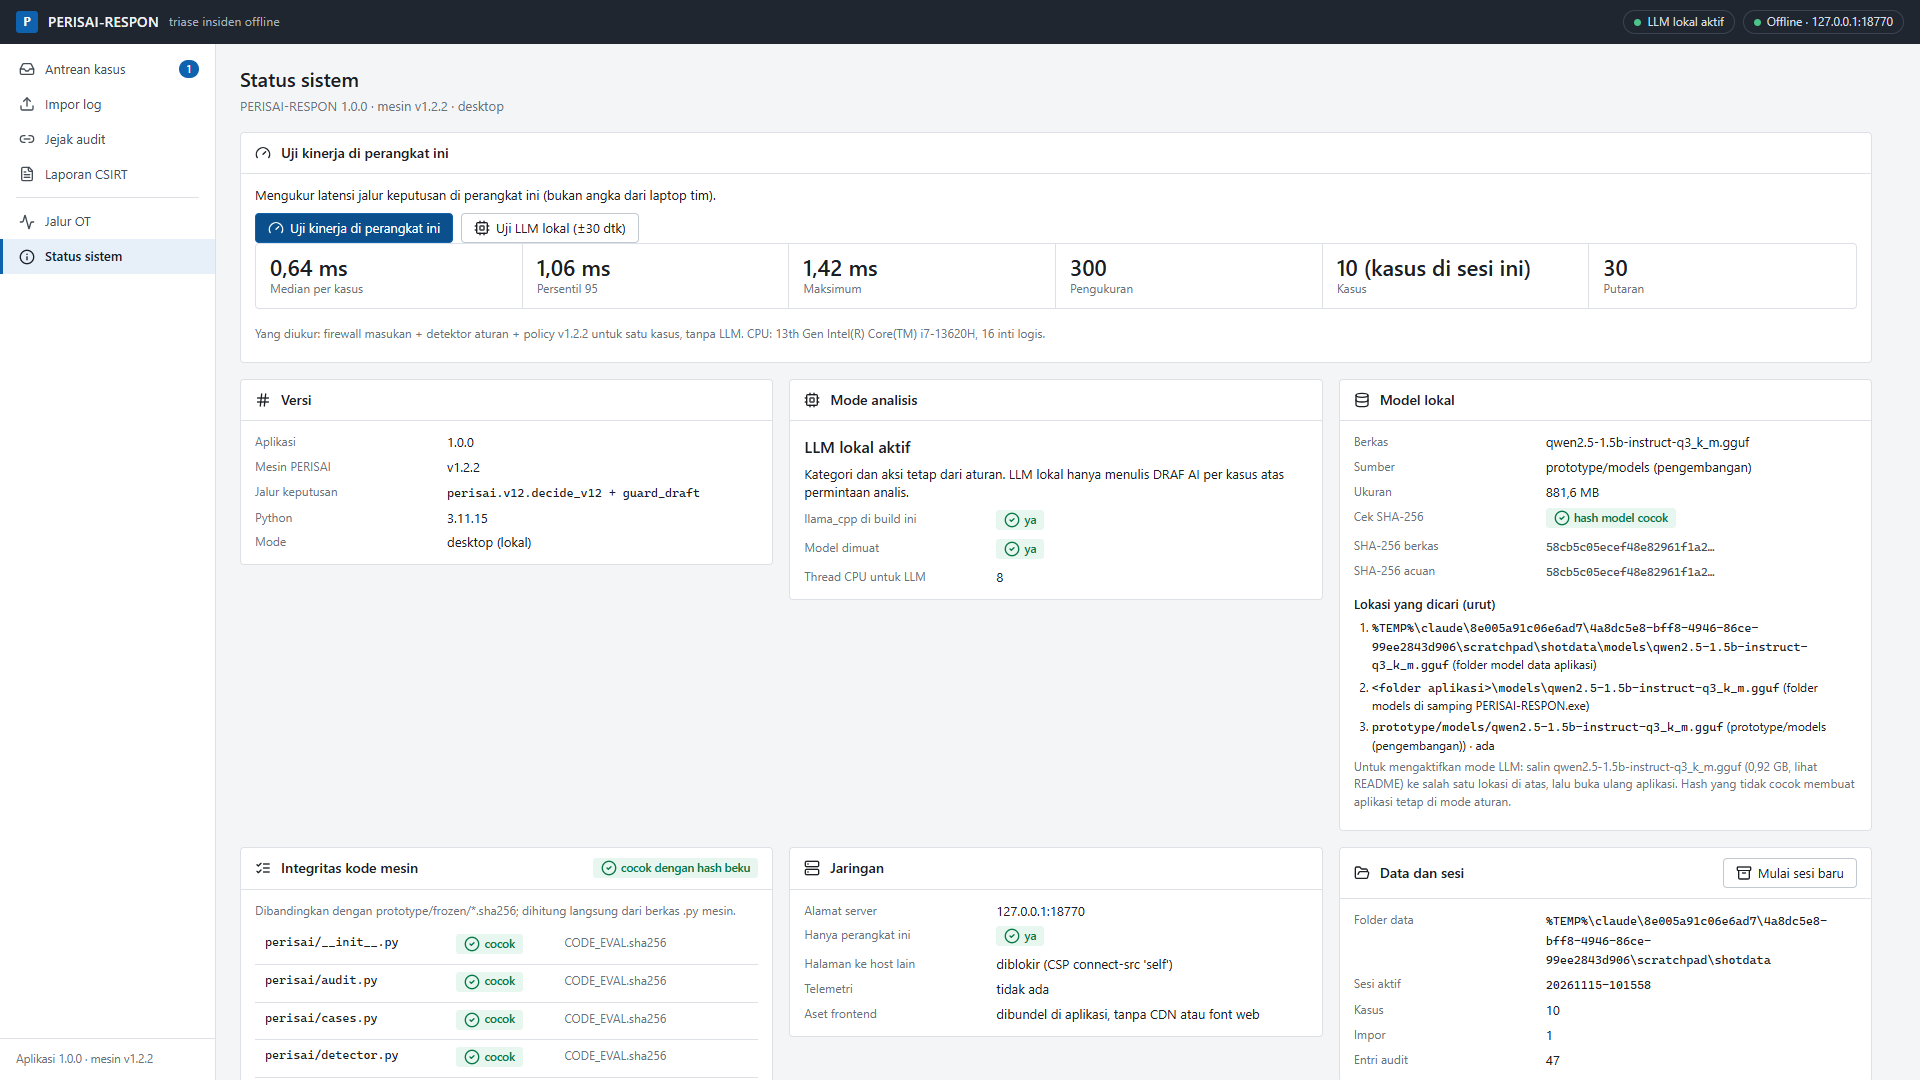 P PERISAI-RESPON triase insiden offline
LLM lokal aktif
Offline · 127.0.0.1:18770
Antrean kasus 1
Impor log
Jejak audit
Laporan CSIRT
Jalur OT
Status sistem
Aplikasi 1.0.0 · mesin v1.2.2
Status sistem
PERISAI-RESPON 1.0.0 · mesin v1.2.2 · desktop
Uji kinerja di perangkat ini
Mengukur latensi jalur keputusan di perangkat ini (bukan angka dari laptop tim).
Uji kinerja di perangkat ini
Uji LLM lokal (±30 dtk)
0,64 ms
Median per kasus
1,06 ms
Persentil 95
1,42 ms
Maksimum
300
Pengukuran
10 (kasus di sesi ini)
Kasus
30
Putaran
Yang diukur: firewall masukan + detektor aturan + policy v1.2.2 untuk satu kasus, tanpa LLM. CPU: 13th Gen Intel(R) Core(TM) i7-13620H, 16 inti logis.
Versi
Aplikasi 1.0.0
Mesin PERISAI v1.2.2
Jalur keputusan perisai.v12.decide_v12 + guard_draft
Python 3.11.15
Mode desktop (lokal)
Mode analisis
LLM lokal aktif
Kategori dan aksi tetap dari aturan. LLM lokal hanya menulis DRAF AI per kasus atas
permintaan analis.
llama_cpp di build ini ya
Model dimuat ya
Thread CPU untuk LLM 8
Model lokal
Berkas qwen2.5-1.5b-instruct-q3_k_m.gguf
Sumber prototype/models (pengembangan)
Ukuran 881,6 MB
Cek SHA-256 hash model cocok
SHA-256 berkas 58cb5c05ecef48e82961f1a2…
SHA-256 acuan 58cb5c05ecef48e82961f1a2…
Lokasi yang dicari (urut)
1. %TEMP%\claude\8e005a91c06e6ad7\4a8dc5e8-bff8-4946-86ce-
99ee2843d906\scratchpad\shotdata\models\qwen2.5-1.5b-instruct-
q3_k_m.gguf (folder model data aplikasi)
2. <folder aplikasi>\models\qwen2.5-1.5b-instruct-q3_k_m.gguf (folder
models di samping PERISAI-RESPON.exe)
3. prototype/models/qwen2.5-1.5b-instruct-q3_k_m.gguf (prototype/models
(pengembangan)) · ada
Untuk mengaktifkan mode LLM: salin qwen2.5-1.5b-instruct-q3_k_m.gguf (0,92 GB, lihat
README) ke salah satu lokasi di atas, lalu buka ulang aplikasi. Hash yang tidak cocok membuat
aplikasi tetap di mode aturan.
Integritas kode mesin cocok dengan hash beku
Dibandingkan dengan prototype/frozen/*.sha256; dihitung langsung dari berkas .py mesin.
perisai/__init__.py cocok CODE_EVAL.sha256
perisai/audit.py cocok CODE_EVAL.sha256
perisai/cases.py cocok CODE_EVAL.sha256
perisai/detector.py cocok CODE_EVAL.sha256
Jaringan
Alamat server 127.0.0.1:18770
Hanya perangkat ini ya
Halaman ke host lain diblokir (CSP connect-src 'self')
Telemetri tidak ada
Aset frontend dibundel di aplikasi, tanpa CDN atau font web
Data dan sesi Mulai sesi baru
Folder data %TEMP%\claude\8e005a91c06e6ad7\4a8dc5e8-
bff8-4946-86ce-
99ee2843d906\scratchpad\shotdata
Sesi aktif 20261115-101558
Kasus 10
Impor 1
Entri audit 47